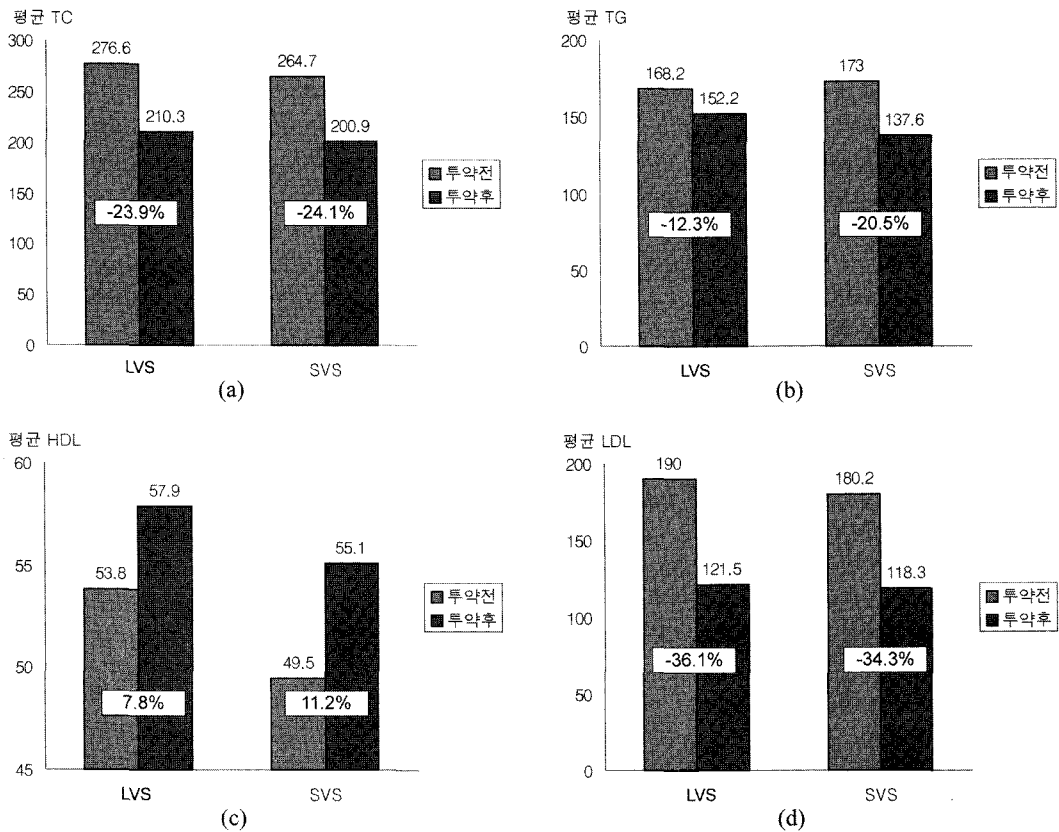 평균 TC
300
250
200
150
100
50
0
276.6
210.3
264.7
200.9
-23.9%
-24.1%
LVS
SVS
투약전
투약후
(a)
평균 TG
200
150
100
50
0
168.2
152.2
173
137.6
-12.3%
-20.5%
LVS
SVS
투약전
투약후
(b)
평균 HDL
60
55
50
45
53.8
57.9
49.5
55.1
7.8%
11.2%
LVS
SVS
투약전
투약후
(c)
평균 LDL
200
150
100
50
0
190
121.5
180.2
118.3
-36.1%
-34.3%
LVS
SVS
투약전
투약후
(d)